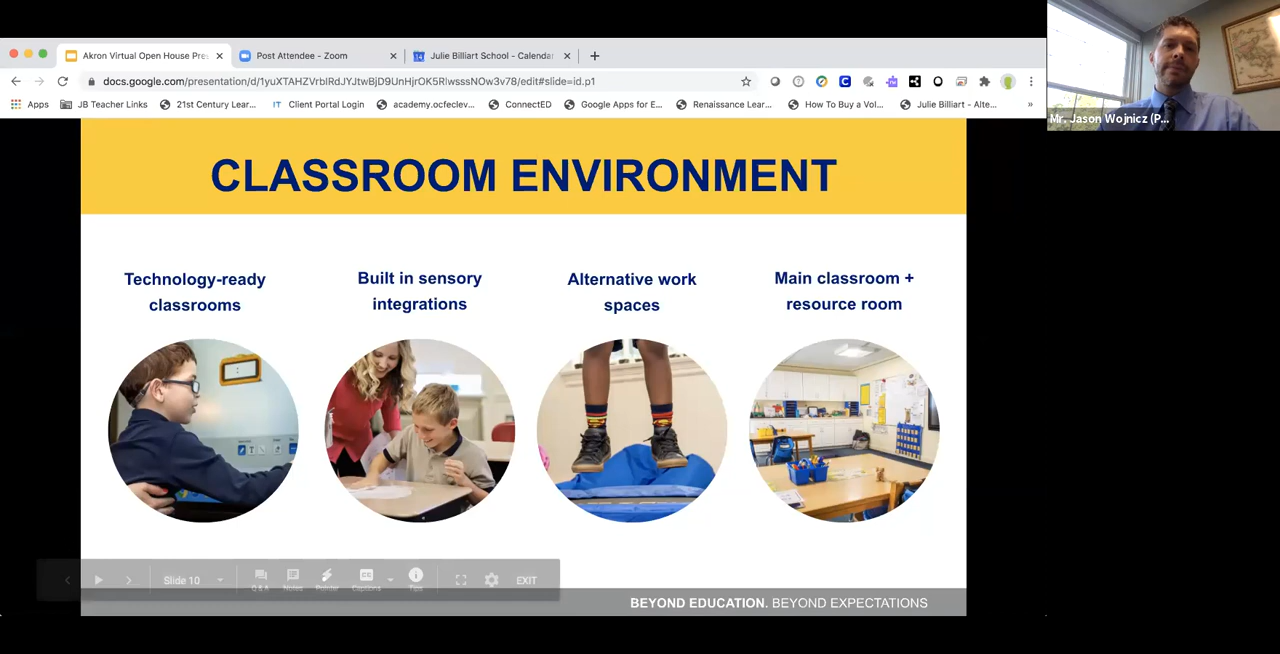 Akron Virtual Open House Pre
Post Attendee - Zoom
Julie Billiart School - Calenda
docs.google.com/presentation/d/1yuXTAHZVrblRdJYJtwBjD9UnHjrOK5RlwsssNOw3v78/edit#slide=id.p1
Apps
JB Teacher Links
21st Century Lear...
Client Portal Login
academy.ocfeclev...
ConnectED
Google Apps for E...
Renaissance Lear...
How To Buy a Vol...
Julie Billiart - Alte...
Mr. Jason Wojnicz (P...
CLASSROOM ENVIRONMENT
Technology-ready
classrooms
Built in sensory
integrations
Alternative work
spaces
Main classroom +
resource room
Slide 10
Q&A
Notes
Pointer
Captions
Tips
EXIT
BEYOND EDUCATION. BEYOND EXPECTATIONS